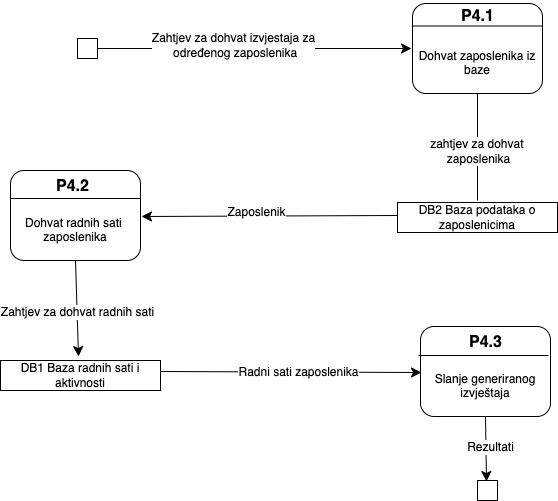 P4.1
Zahtjev za dohvat izvjestaja za
određenog zaposlenika
Dohvat zaposlenika iz
baze
zahtjev za dohvat
zaposlenika
P4.2
Dohvat radnih sati
zaposlenika
Zaposlenik
DB2 Baza podataka o
zaposlenicima
Zahtjev za dohvat radnih sati
P4.3
DB1 Baza radnih sati i
aktivnosti
Radni sati zaposlenika
Slanje generiranog
izvještaja
Rezultati